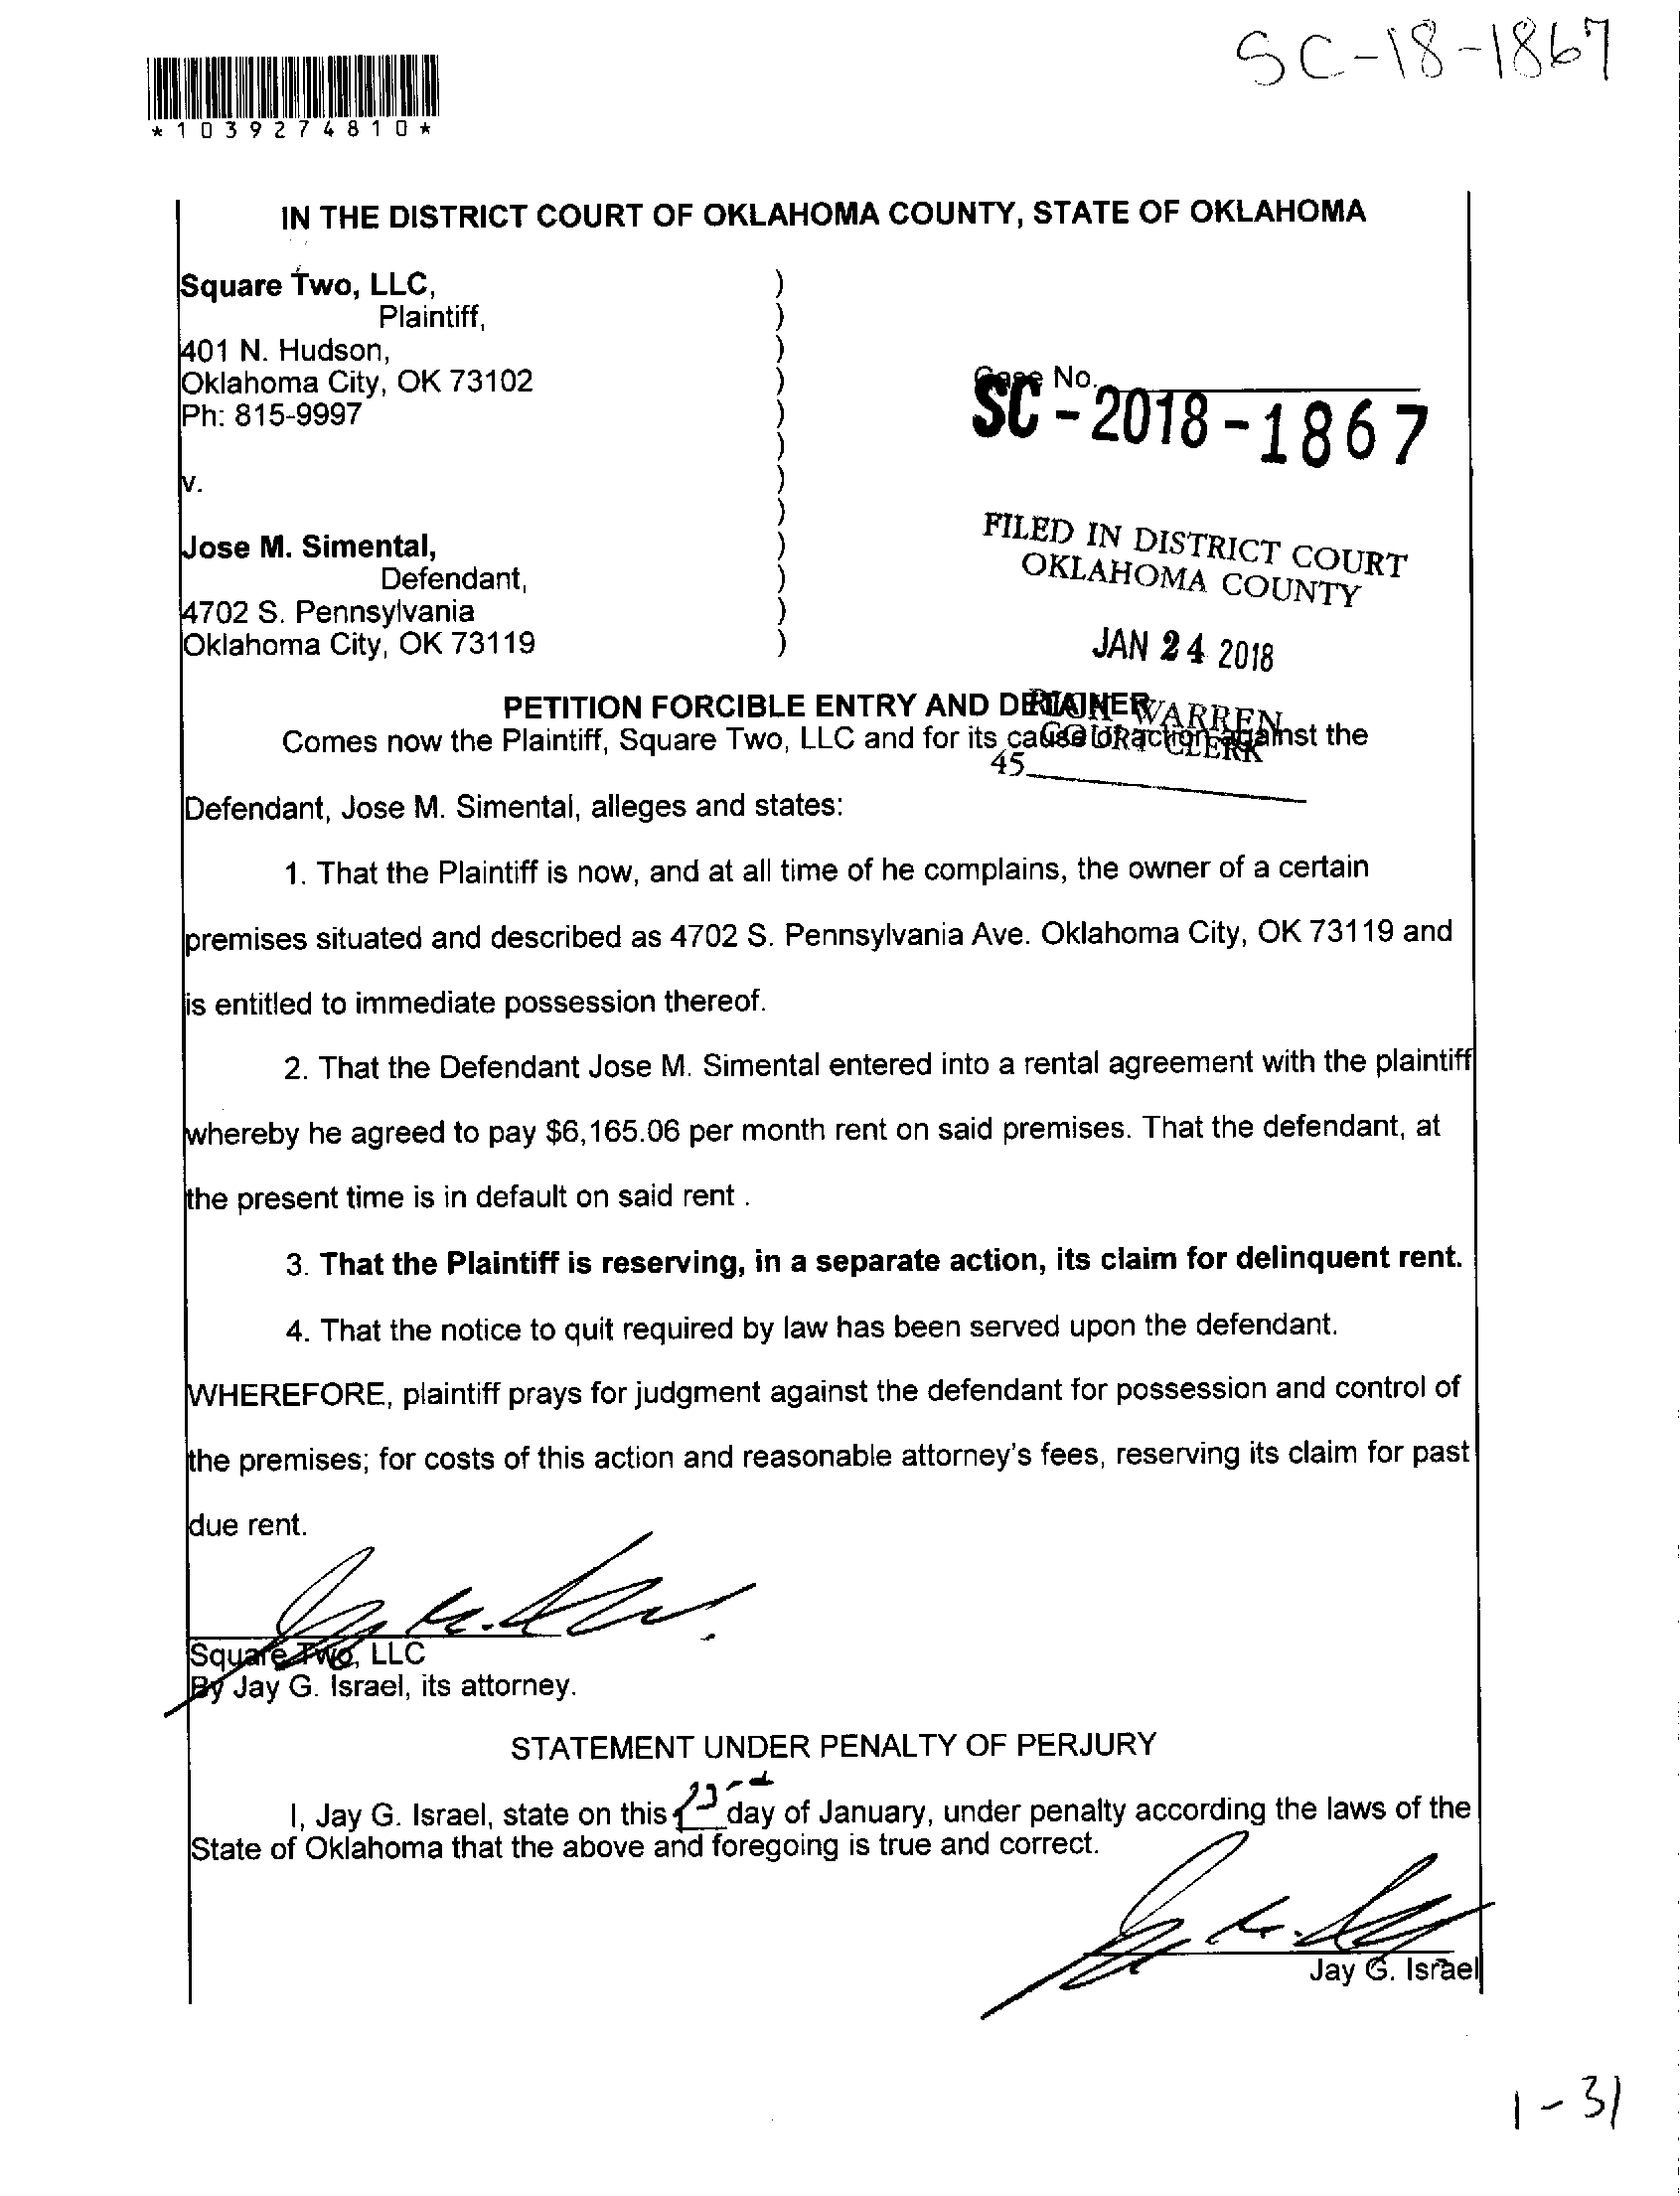 SC-18-1867
*1039274810*
IN THE DISTRICT COURT OF OKLAHOMA COUNTY, STATE OF OKLAHOMA
Square Two, LLC, )
Plaintiff, )
401 N. Hudson, )
Oklahoma City, OK 73102 )
Ph: 815-9997 )
)
v. )
)
Jose M. Simental, )
Defendant, )
4702 S. Pennsylvania )
Oklahoma City, OK 73119 )
Case No.
SC-2018-1867
FILED IN DISTRICT COURT
OKLAHOMA COUNTY
JAN 24 2018
RICK WARREN
COURT CLERK
45
PETITION FORCIBLE ENTRY AND DETAINER
Comes now the Plaintiff, Square Two, LLC and for its cause of action against the
Defendant, Jose M. Simental, alleges and states:
1. That the Plaintiff is now, and at all time of he complains, the owner of a certain
premises situated and described as 4702 S. Pennsylvania Ave. Oklahoma City, OK 73119 and
is entitled to immediate possession thereof.
2. That the Defendant Jose M. Simental entered into a rental agreement with the plaintiff
whereby he agreed to pay $6,165.06 per month rent on said premises. That the defendant, at
the present time is in default on said rent .
3. That the Plaintiff is reserving, in a separate action, its claim for delinquent rent.
4. That the notice to quit required by law has been served upon the defendant.
WHEREFORE, plaintiff prays for judgment against the defendant for possession and control of
the premises; for costs of this action and reasonable attorney's fees, reserving its claim for past
due rent.
Square Two, LLC
By Jay G. Israel, its attorney.
STATEMENT UNDER PENALTY OF PERJURY
I, Jay G. Israel, state on this 23rd day of January, under penalty according the laws of the
State of Oklahoma that the above and foregoing is true and correct.
Jay G. Israel
1-31